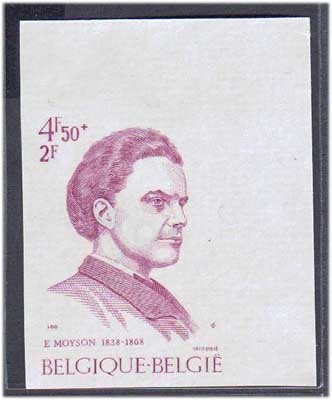 4F50+
2F
E MOYSON 1838-1868
BELGIQUE-BELGIË